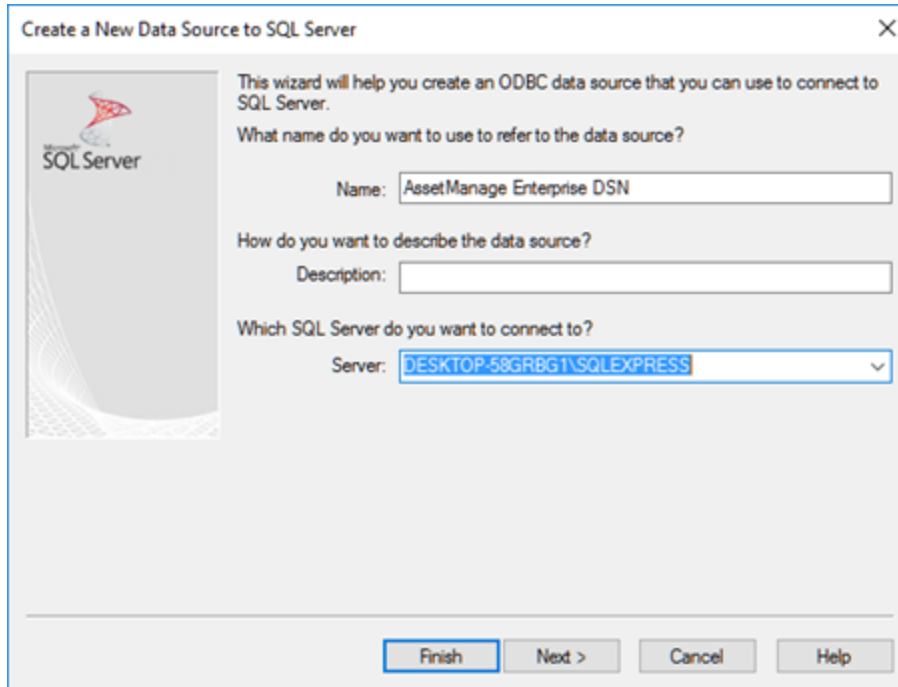 Create a New Data Source to SQL Server
This wizard will help you create an ODBC data source that you can use to connect to
SQL Server.
What name do you want to use to refer to the data source?
Microsoft
SQL Server
Name: AssetManage Enterprise DSN
How do you want to describe the data source?
Description:
Which SQL Server do you want to connect to?
Server: DESKTOP-58GRBG1\SQLEXPRESS
Finish Next > Cancel Help